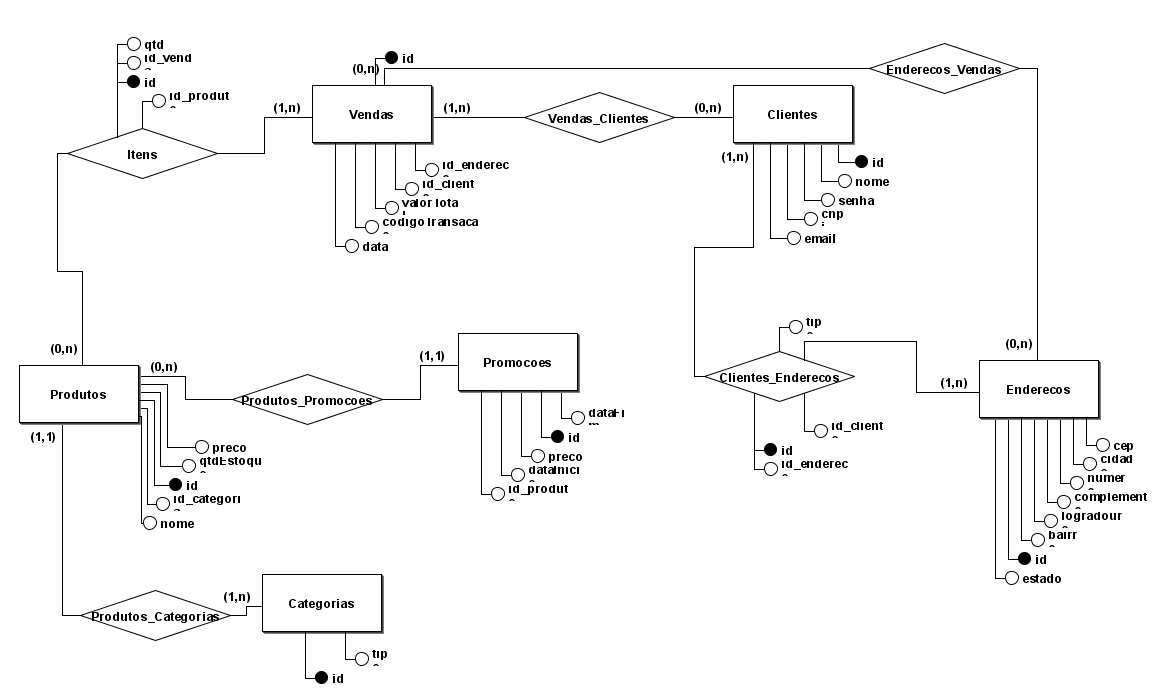 qtd
id_vend
id
id_produt
Itens
(1,n)
(0,n)
id
Vendas
(1,n)
Vendas_Clientes
(0,n)
Clientes
Enderecos_Vendas
id_enderec
id_client
valorTota
codigoTransaca
data
(1,n)
id
nome
senha
cnp
email
(0,n)
Produtos
(0,n)
Produtos_Promocoes
(1,1)
Promocoes
dataFi
id
preco
dataInici
id_produt
tip
Clientes_Enderecos
id_client
id
id_enderec
(0,n)
(1,n)
Enderecos
cep
cidad
numer
complement
logradour
bairr
id
estado
(1,1)
preco
qtdEstoqu
id
id_categori
nome
Produtos_Categorias
(1,n)
Categorias
tip
id